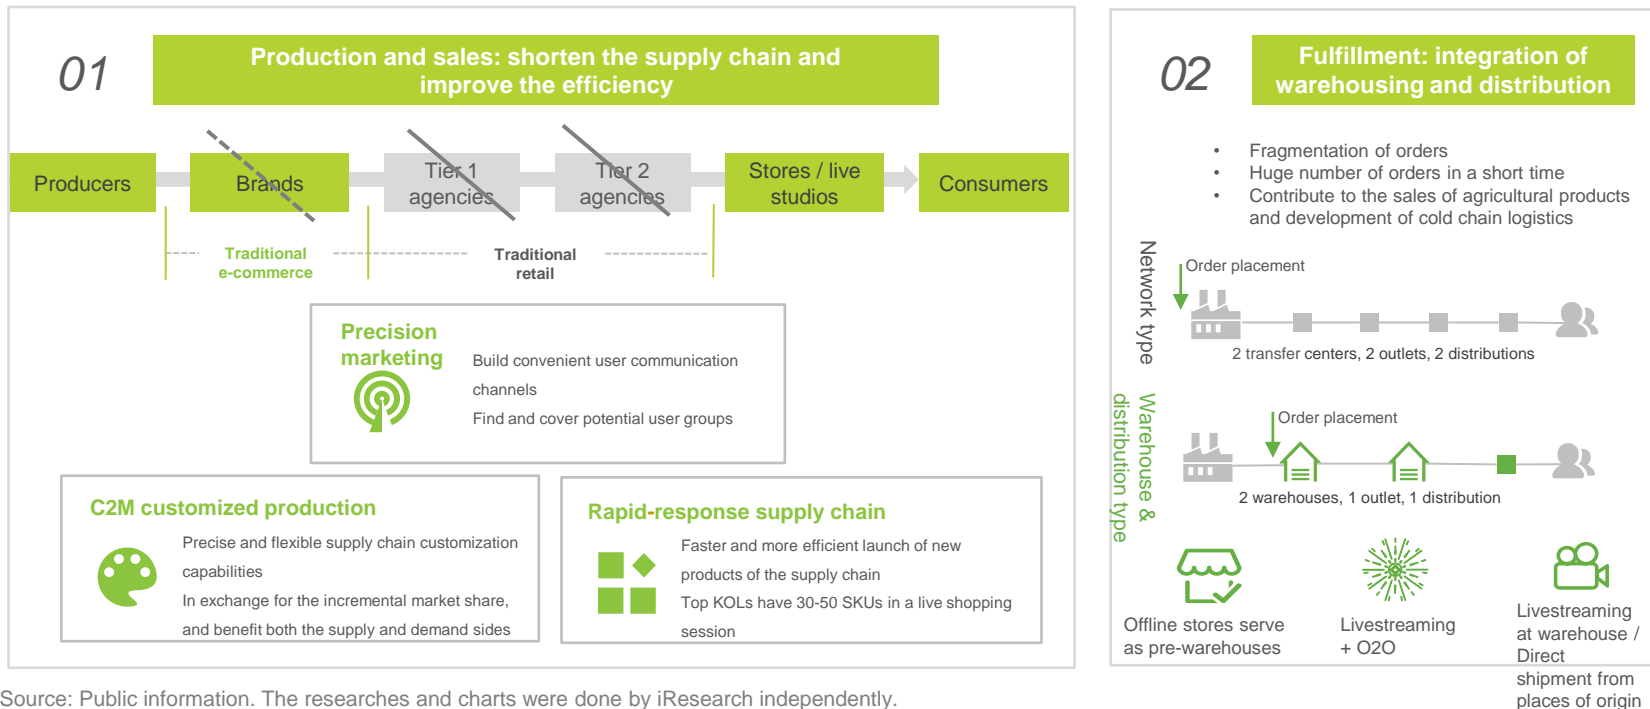 01
Production and sales: shorten the supply chain and
improve the efficiency
Producers
Brands
Tier 1
agencies
Tier 2
agencies
Stores / live
studios
Consumers
Traditional
e-commerce
Traditional
retail
Precision
marketing
Build convenient user communication
channels
Find and cover potential user groups
C2M customized production
Precise and flexible supply chain customization
capabilities
In exchange for the incremental market share,
and benefit both the supply and demand sides
Rapid-response supply chain
Faster and more efficient launch of new
products of the supply chain
Top KOLs have 30-50 SKUs in a live shopping
session
02
Fulfillment: integration of
warehousing and distribution
• Fragmentation of orders
• Huge number of orders in a short time
• Contribute to the sales of agricultural products
and development of cold chain logistics
Network type
Order placement
2 transfer centers, 2 outlets, 2 distributions
Warehouse &
distribution type
Order placement
2 warehouses, 1 outlet, 1 distribution
Offline stores serve
as pre-warehouses
Livestreaming
+ O2O
Livestreaming
at warehouse /
Direct
shipment from
places of origin
Source: Public information. The researches and charts were done by iResearch independently.